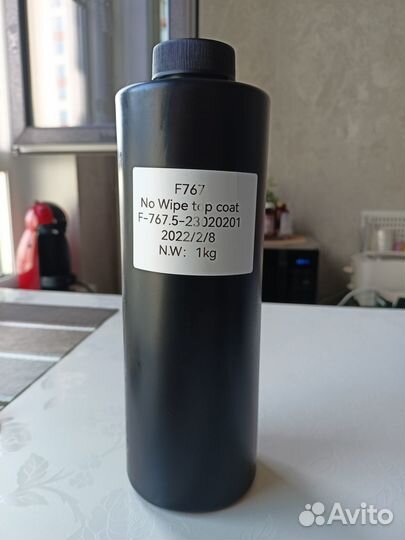 F767
No Wipe top coat
F-767.5-23020201
2022/2/8
N.W: 1kg
Avito